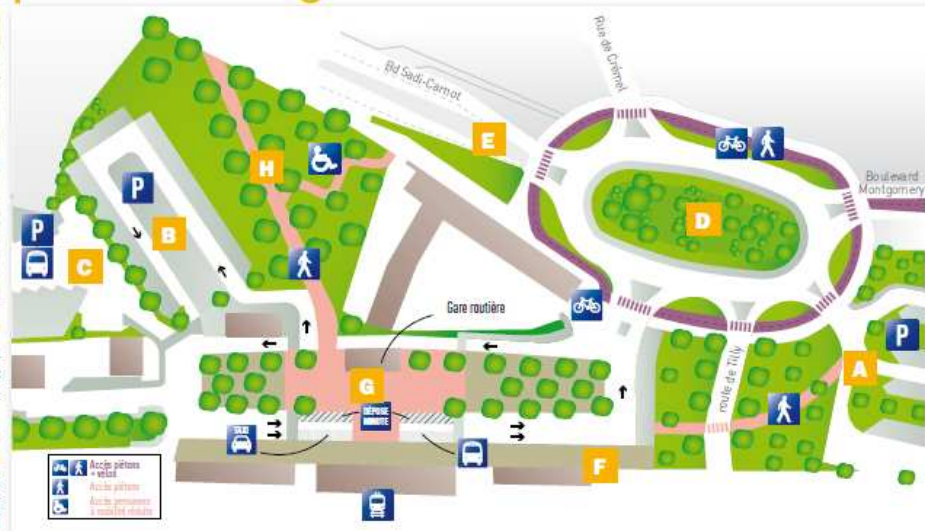 Rue de Crémel
Bd Sadi-Carnot
E
H
P
Boulevard
Montgomery
D
P
B
P
C
Gare routière
P
route de Tilly
A
G
DÉPOSE
MINUTE
TAXI
F
Accès piétons
+ vélos
Accès piétons
Accès personnes
à mobilité réduite